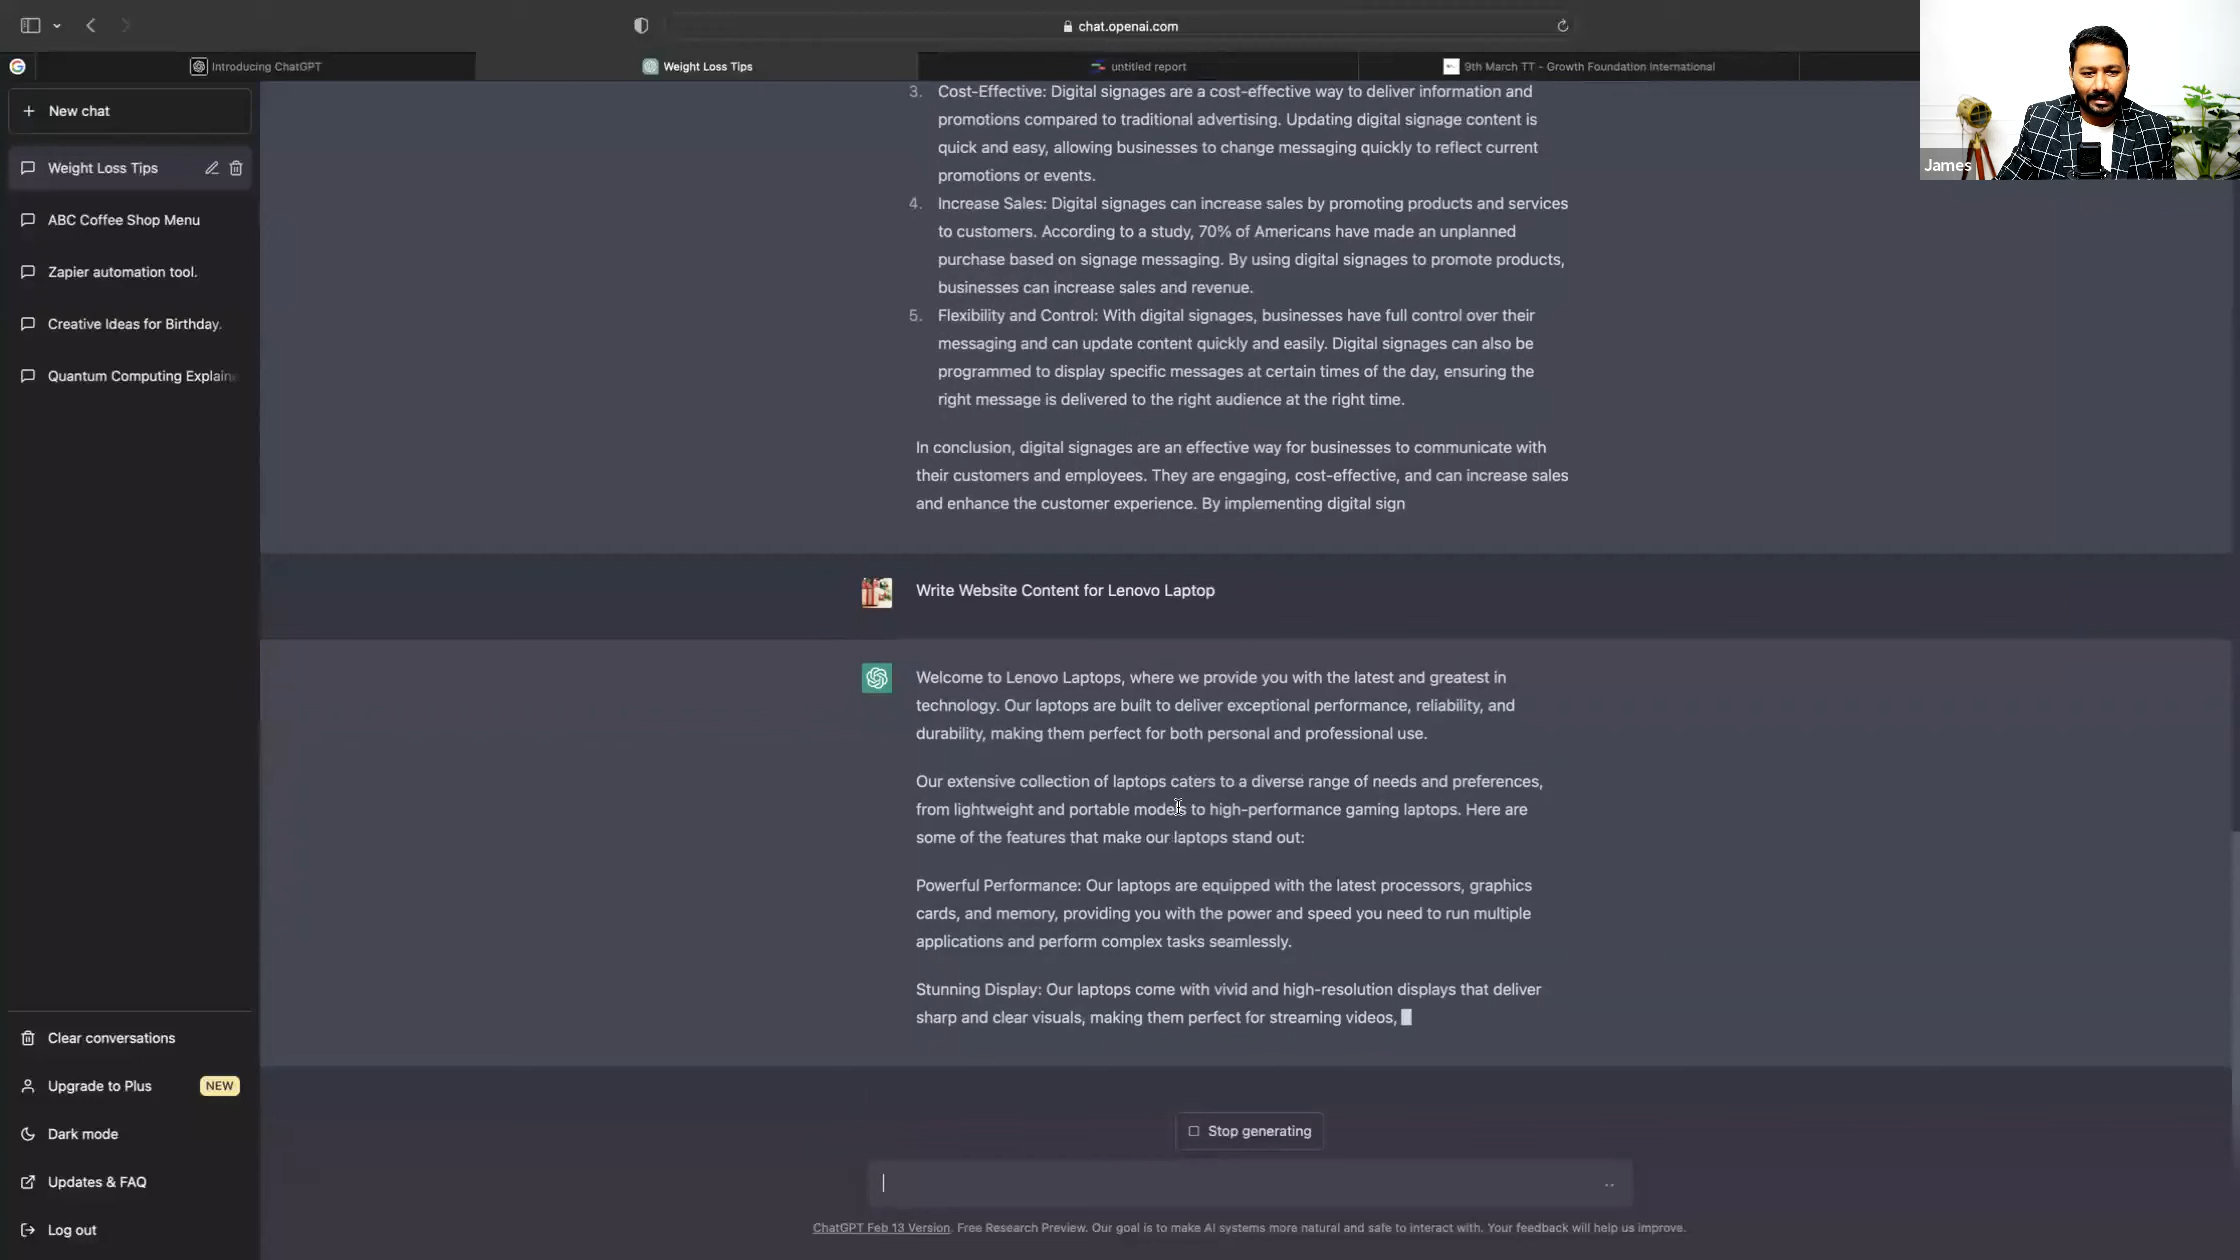 chat.openai.com
Introducing ChatGPT
Weight Loss Tips
untitled report
9th March TT - Growth Foundation International
James
New chat
Weight Loss Tips
ABC Coffee Shop Menu
Zapier automation tool.
Creative Ideas for Birthday.
Quantum Computing Explain
Clear conversations
Upgrade to Plus
NEW
Dark mode
Updates & FAQ
Log out
3. Cost-Effective: Digital signages are a cost-effective way to deliver information and
promotions compared to traditional advertising. Updating digital signage content is
quick and easy, allowing businesses to change messaging quickly to reflect current
promotions or events.
4. Increase Sales: Digital signages can increase sales by promoting products and services
to customers. According to a study, 70% of Americans have made an unplanned
purchase based on signage messaging. By using digital signages to promote products,
businesses can increase sales and revenue.
5. Flexibility and Control: With digital signages, businesses have full control over their
messaging and can update content quickly and easily. Digital signages can also be
programmed to display specific messages at certain times of the day, ensuring the
right message is delivered to the right audience at the right time.
In conclusion, digital signages are an effective way for businesses to communicate with
their customers and employees. They are engaging, cost-effective, and can increase sales
and enhance the customer experience. By implementing digital sign
Write Website Content for Lenovo Laptop
Welcome to Lenovo Laptops, where we provide you with the latest and greatest in
technology. Our laptops are built to deliver exceptional performance, reliability, and
durability, making them perfect for both personal and professional use.
Our extensive collection of laptops caters to a diverse range of needs and preferences,
from lightweight and portable models to high-performance gaming laptops. Here are
some of the features that make our laptops stand out:
Powerful Performance: Our laptops are equipped with the latest processors, graphics
cards, and memory, providing you with the power and speed you need to run multiple
applications and perform complex tasks seamlessly.
Stunning Display: Our laptops come with vivid and high-resolution displays that deliver
sharp and clear visuals, making them perfect for streaming videos,
Stop generating
ChatGPT Feb 13 Version. Free Research Preview. Our goal is to make AI systems more natural and safe to interact with. Your feedback will help us improve.